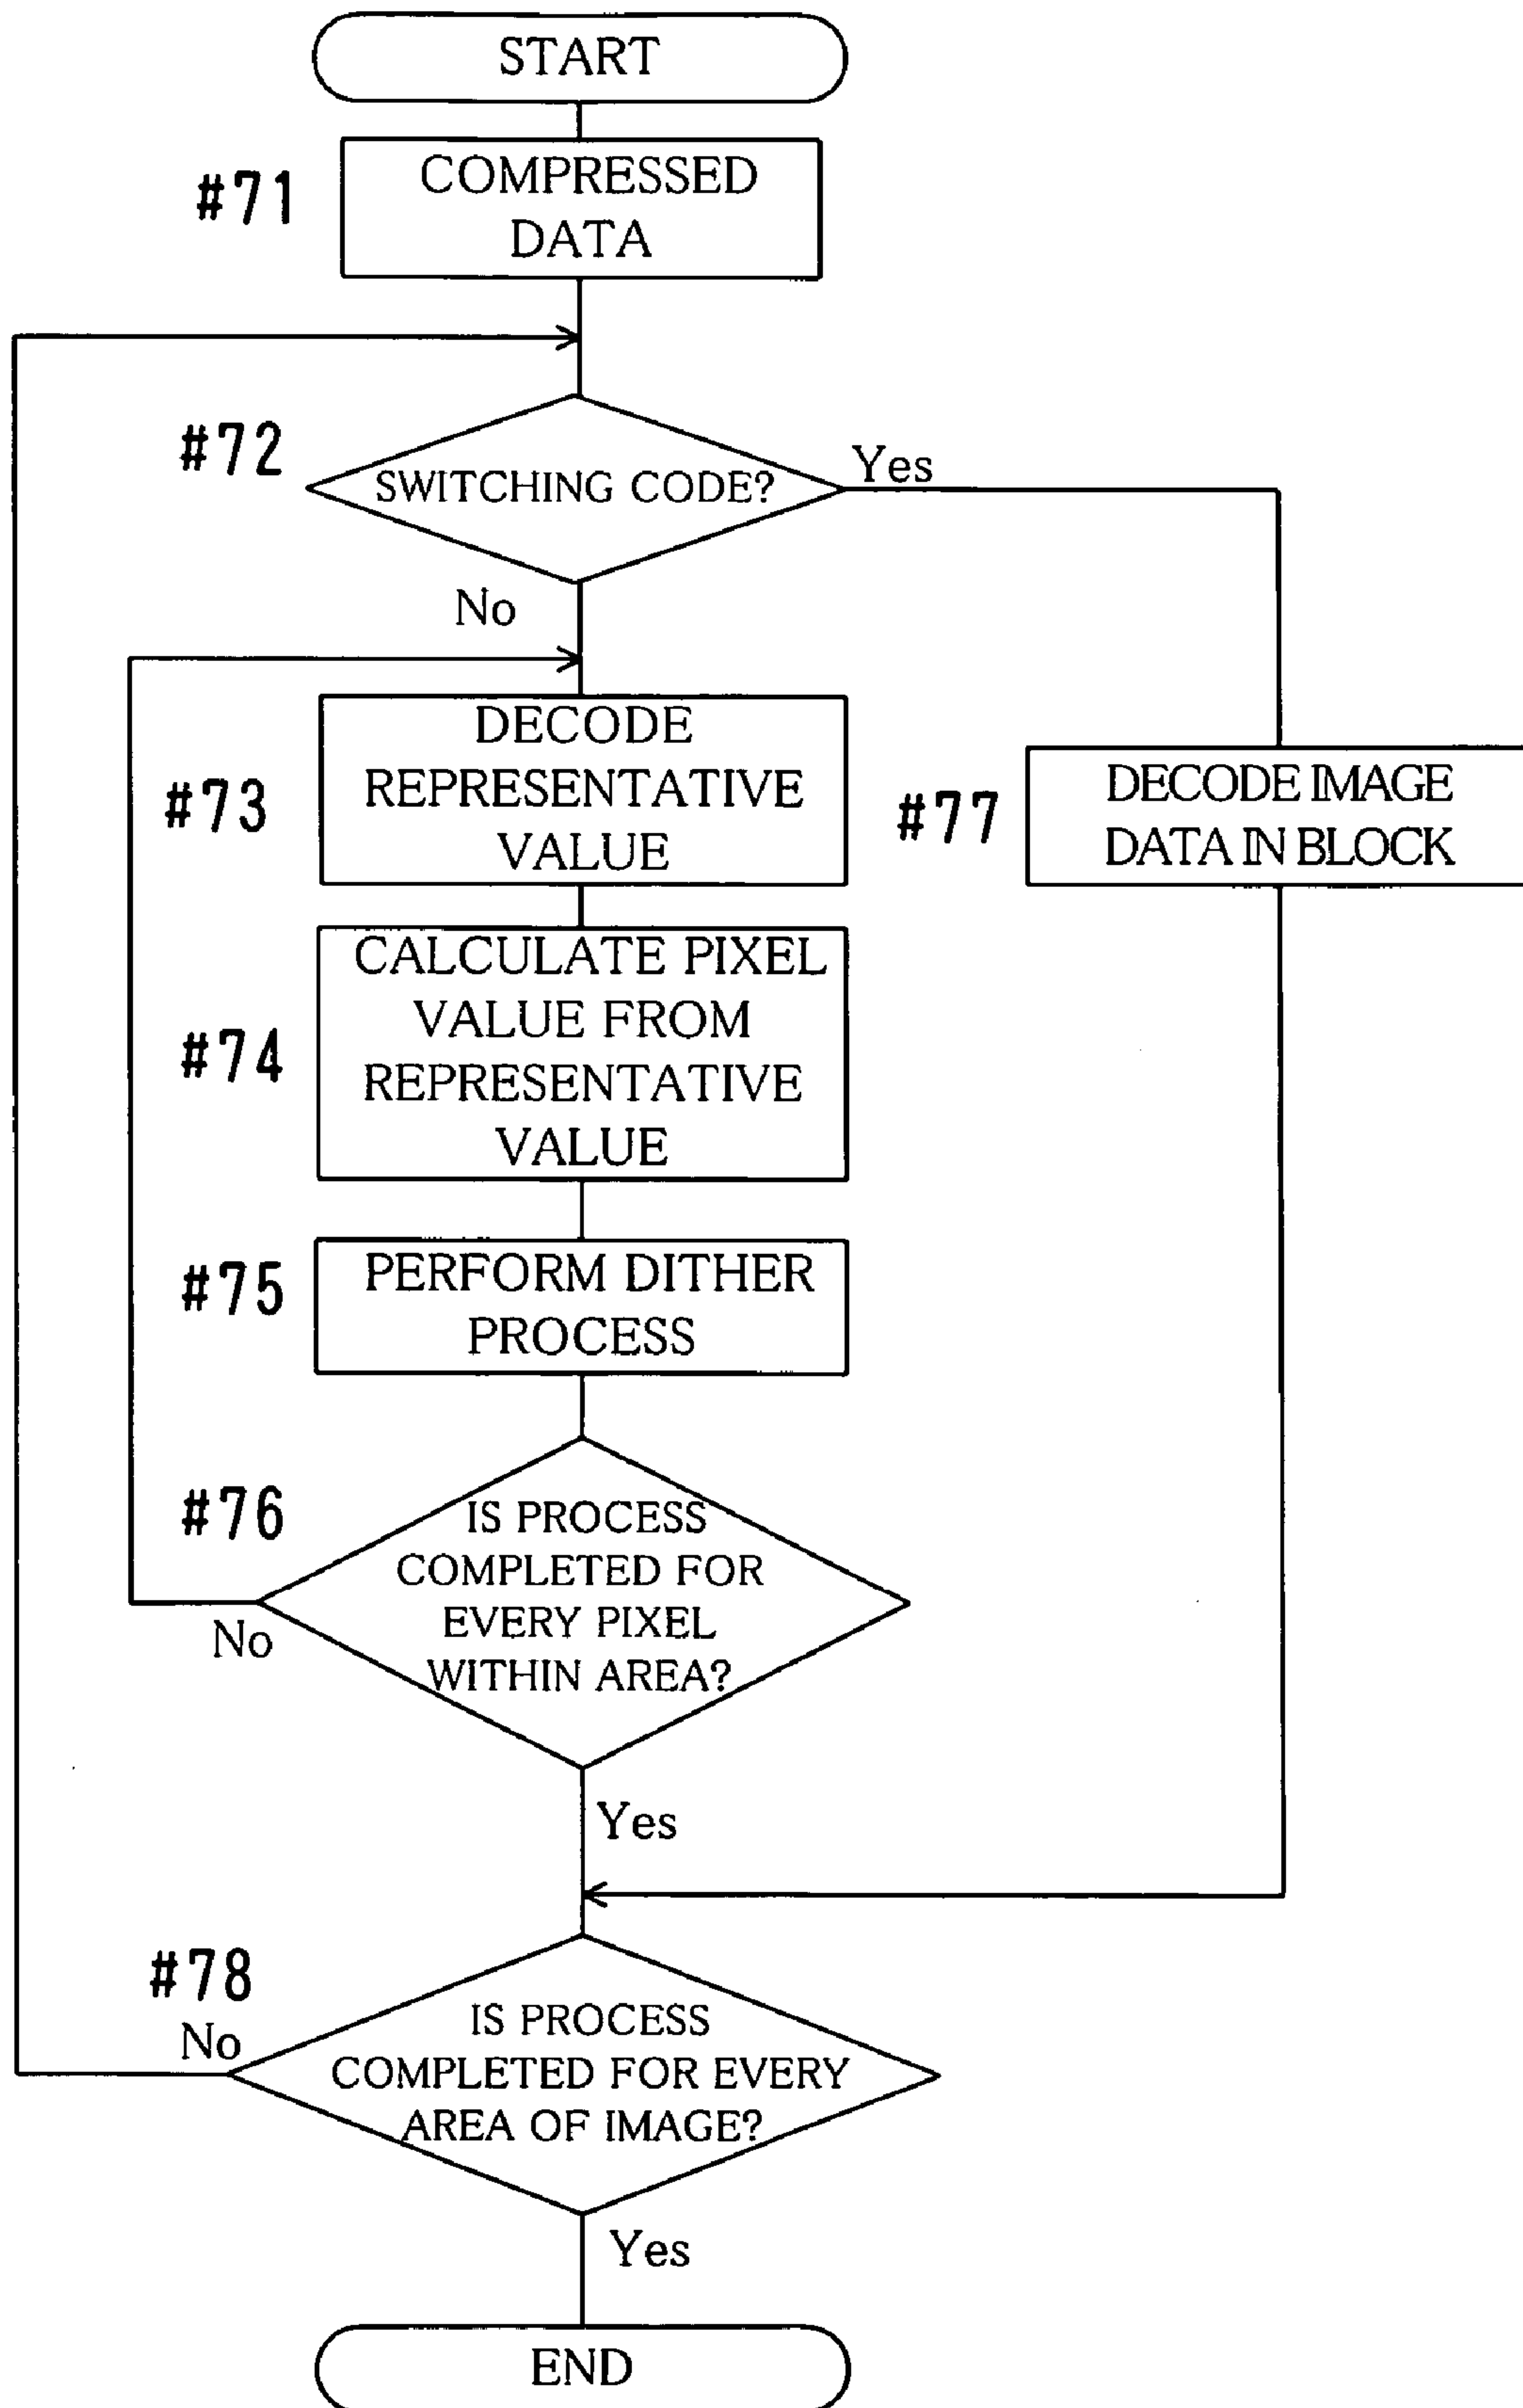 START
#71
COMPRESSED
DATA
#72
SWITCHING CODE?
Yes
No
#73
DECODE
REPRESENTATIVE
VALUE
#77
DECODE IMAGE
DATA IN BLOCK
#74
CALCULATE PIXEL
VALUE FROM
REPRESENTATIVE
VALUE
#75
PERFORM DITHER
PROCESS
#76
IS PROCESS
COMPLETED FOR
EVERY PIXEL
WITHIN AREA?
No
Yes
#78
No
IS PROCESS
COMPLETED FOR EVERY
AREA OF IMAGE?
Yes
END